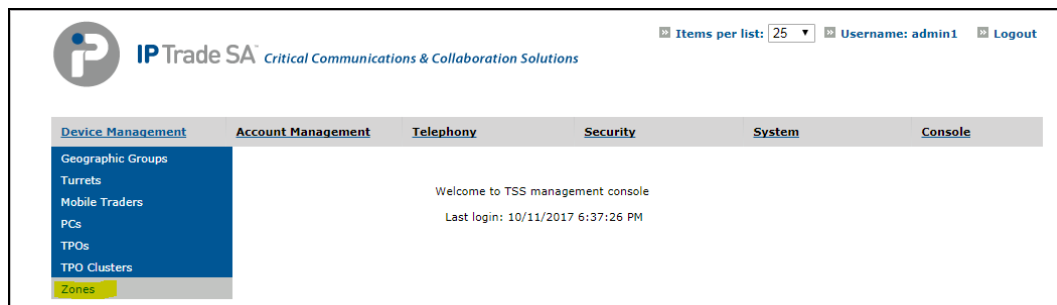 Items per list: 25 Username: admin1 Logout
IP Trade SA™ Critical Communications & Collaboration Solutions
Device Management Account Management Telephony Security System Console
Geographic Groups
Turrets
Mobile Traders
PCs
TPOs
TPO Clusters
Zones
Welcome to TSS management console
Last login: 10/11/2017 6:37:26 PM